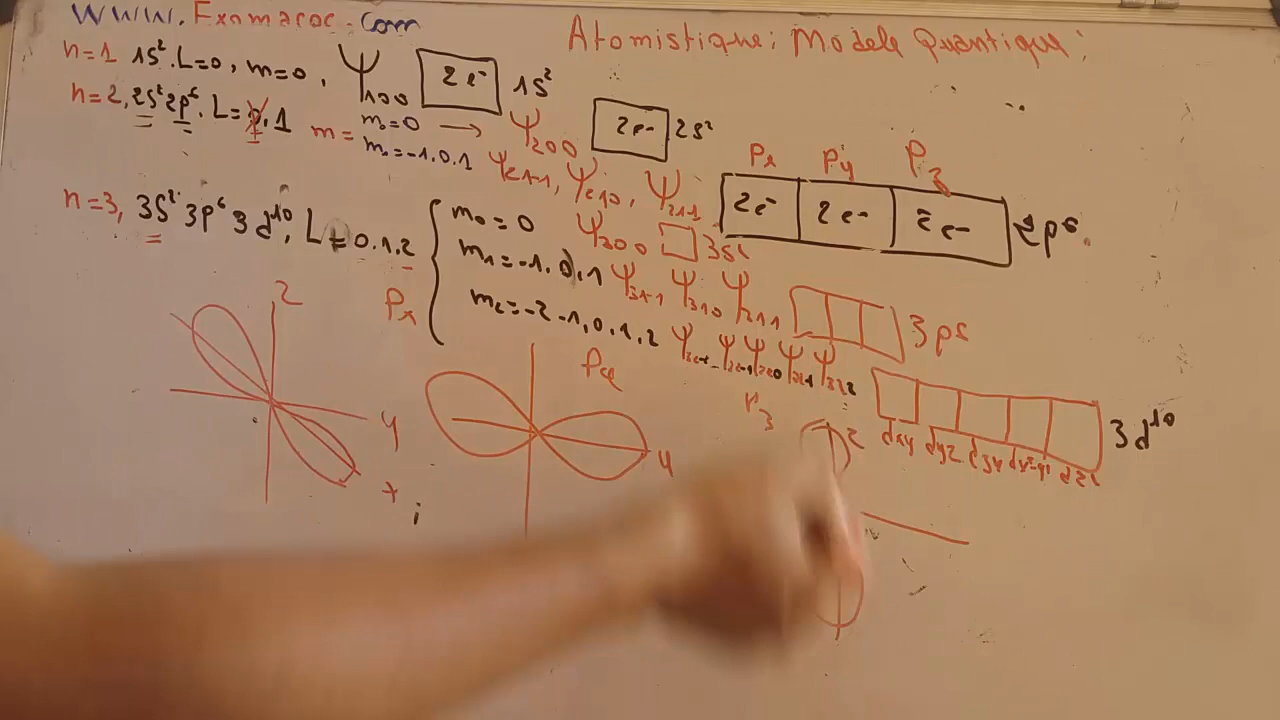 www.Exomaroc.com
Atomistique: Modele Quantique:
n=1 1S². L=0, m=0, Ψ100 2e⁻ 1S²
n=2, 2S² 2p⁶. L=0.1 m= m0=0 → Ψ200 2e- 2S²
m1=-1.0.1 Ψ21-1, Ψ210, Ψ211 2e- 2e- 2e- 2p⁶.
Px Py Pz
n=3, 3S² 3p⁶ 3d¹⁰, L=0.1.2
m0=0 Ψ300 3S²
m1=-1.0.1 Ψ31-1 Ψ310 Ψ311 3p⁶
m2=-2-1,0.1.2 3d¹⁰
dxy dyz dzx dx²-y² dz²
Px
z
y
x
Py
y
Pz
z